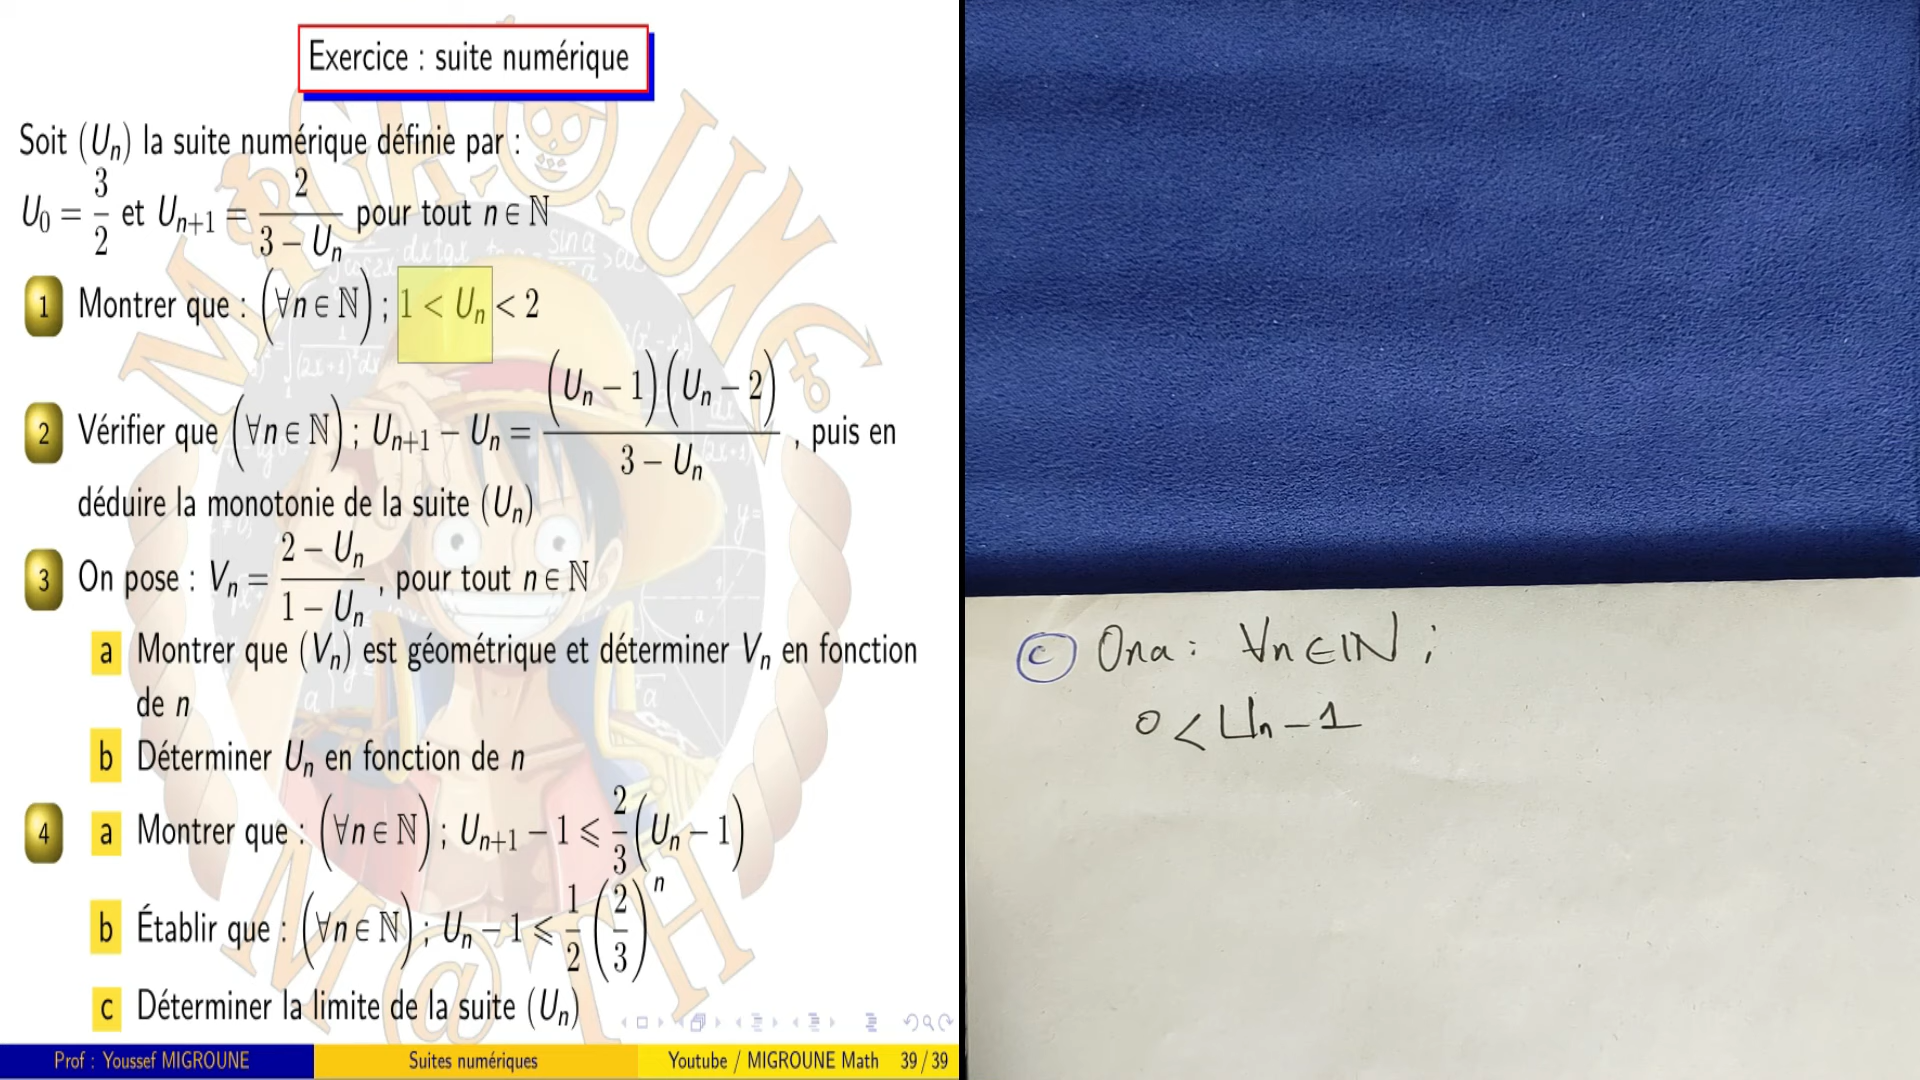 Exercice : suite numérique
Soit (Uₙ) la suite numérique définie par :
U₀ = 3/2 et Uₙ₊₁ = 2/(3 − Uₙ) pour tout n ∈ ℕ
1 Montrer que : (∀n ∈ ℕ) ; 1 < Uₙ < 2
2 Vérifier que (∀n ∈ ℕ) ; Uₙ₊₁ − Uₙ = (Uₙ − 1)(Uₙ − 2)/(3 − Uₙ) , puis en
déduire la monotonie de la suite (Uₙ)
3 On pose : Vₙ = (2 − Uₙ)/(1 − Uₙ) , pour tout n ∈ ℕ
a Montrer que (Vₙ) est géométrique et déterminer Vₙ en fonction
de n
b Déterminer Uₙ en fonction de n
4 a Montrer que : (∀n ∈ ℕ) ; Uₙ₊₁ − 1 ⩽ 2/3 (Uₙ − 1)
b Établir que : (∀n ∈ ℕ) ; Uₙ − 1 ⩽ 1/2 (2/3)ⁿ
c Déterminer la limite de la suite (Uₙ)
Prof : Youssef MIGROUNE Suites numériques Youtube / MIGROUNE Math 39 / 39
MIGROUNE
M@TH
c Ona : ∀n ∈ ℕ ;
0 < Uₙ − 1